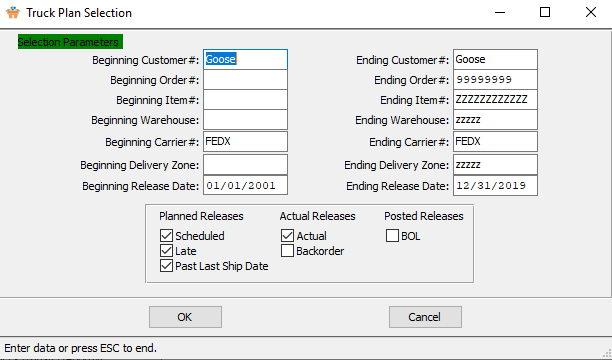 Truck Plan Selection
Selection Parameters
Beginning Customer#: Goose Ending Customer#: Goose
Beginning Order#: Ending Order#: 99999999
Beginning Item#: Ending Item#: ZZZZZZZZZZZZ
Beginning Warehouse: Ending Warehouse: zzzzz
Beginning Carrier#: FEDX Ending Carrier#: FEDX
Beginning Delivery Zone: Ending Delivery Zone: zzzzz
Beginning Release Date: 01/01/2001 Ending Release Date: 12/31/2019
Planned Releases Actual Releases Posted Releases
Scheduled Actual BOL
Late Backorder
Past Last Ship Date
OK Cancel
Enter data or press ESC to end.